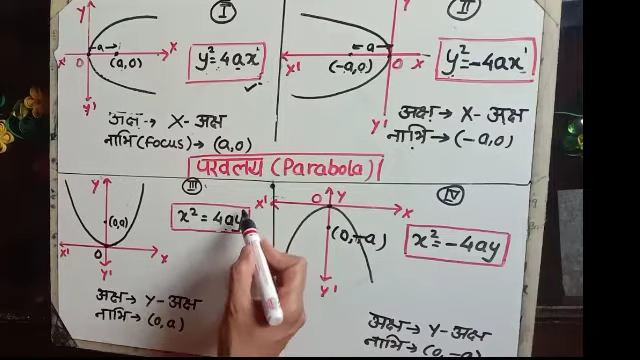 I
Y
a
(a,0)
X
X'
O
Y'
y² = 4ax
अक्ष → X - अक्ष
नाभि (focus) → (a,0)
II
Y
a
(-a,0)
X'
O
X
Y'
y² = -4ax
अक्ष → X - अक्ष
नाभि → (-a,0)
परवलय (Parabola)
III
Y
(0,a)
X'
O
X
Y'
x² = 4ay
अक्ष → Y - अक्ष
नाभि → (0,a)
IV
X'
O
Y
X
(0,-a)
Y'
x² = -4ay
अक्ष → Y - अक्ष
नाभि → (0,-a)